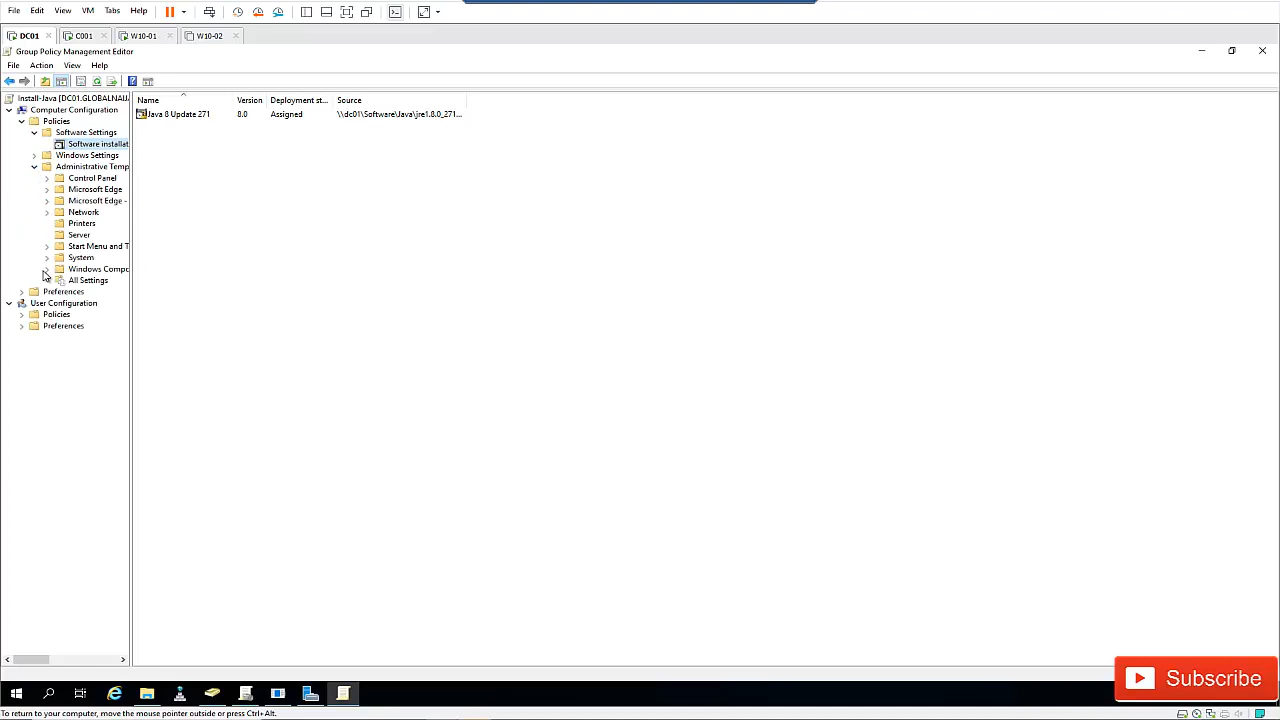 File Edit View VM Tabs Help
DC01 C001 W10-01 W10-02
Group Policy Management Editor
File Action View Help
Install-Java [DC01.GLOBALNAI
Computer Configuration
Policies
Software Settings
Software installat
Windows Settings
Administrative Temp
Control Panel
Microsoft Edge
Microsoft Edge -
Network
Printers
Server
Start Menu and T
System
Windows Compo
All Settings
Preferences
User Configuration
Policies
Preferences
Name Version Deployment st... Source
Java 8 Update 271 8.0 Assigned \\dc01\Software\Java\jre1.8.0_271...
Subscribe
To return to your computer, move the mouse pointer outside or press Ctrl+Alt.